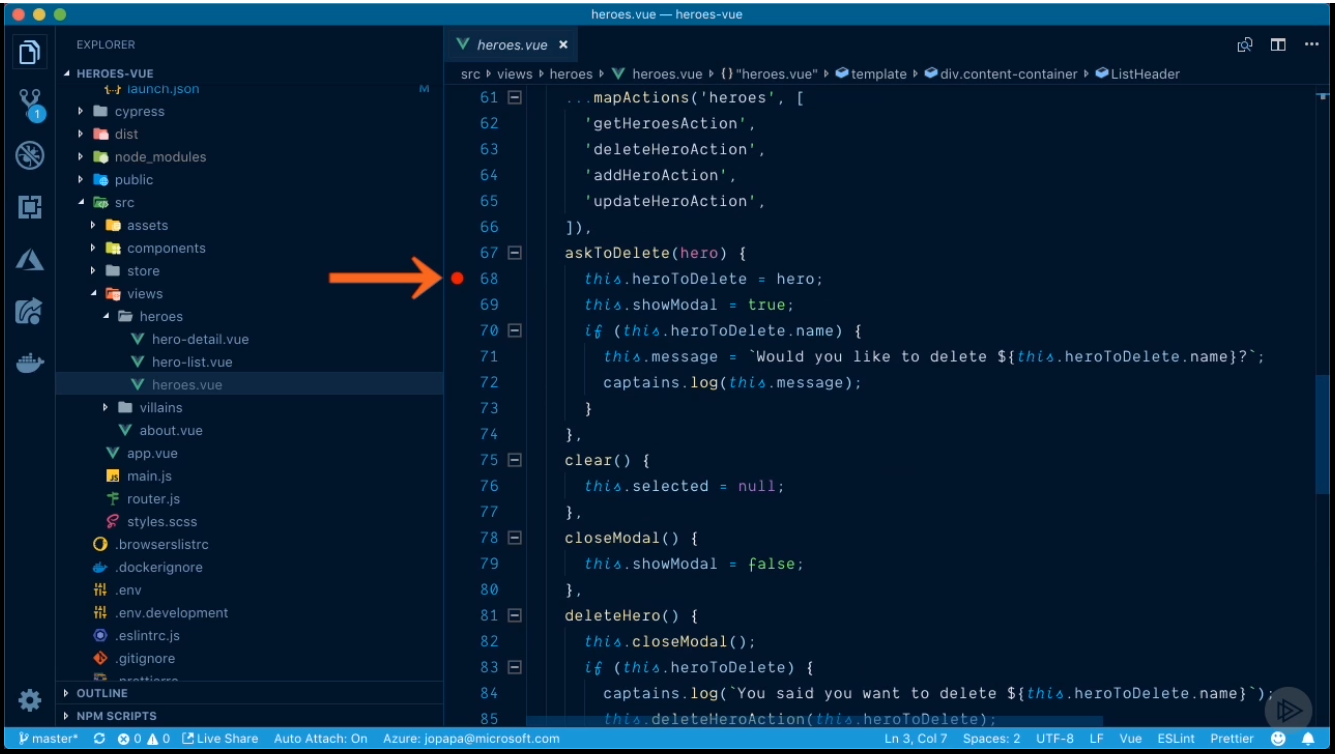 heroes.vue — heroes-vue
EXPLORER
HEROES-VUE
launch.json M
cypress
dist
node_modules
public
src
assets
components
store
views
heroes
hero-detail.vue
hero-list.vue
heroes.vue
villains
about.vue
app.vue
main.js
router.js
styles.scss
.browserslistrc
.dockerignore
.env
.env.development
.eslintrc.js
.gitignore
OUTLINE
NPM SCRIPTS
1
heroes.vue ×
src views heroes heroes.vue {} "heroes.vue" template div.content-container ListHeader
61 ...mapActions('heroes', [
62 'getHeroesAction',
63 'deleteHeroAction',
64 'addHeroAction',
65 'updateHeroAction',
66 ]),
67 askToDelete(hero) {
68 this.heroToDelete = hero;
69 this.showModal = true;
70 if (this.heroToDelete.name) {
71 this.message = `Would you like to delete ${this.heroToDelete.name}?`;
72 captains.log(this.message);
73 }
74 },
75 clear() {
76 this.selected = null;
77 },
78 closeModal() {
79 this.showModal = false;
80 },
81 deleteHero() {
82 this.closeModal();
83 if (this.heroToDelete) {
84 captains.log(`You said you want to delete ${this.heroToDelete.name}`);
85 this.deleteHeroAction(this.heroToDelete);
master* 0 0 Live Share Auto Attach: On Azure: jopapa@microsoft.com Ln 3, Col 7 Spaces: 2 UTF-8 LF Vue ESLint Prettier